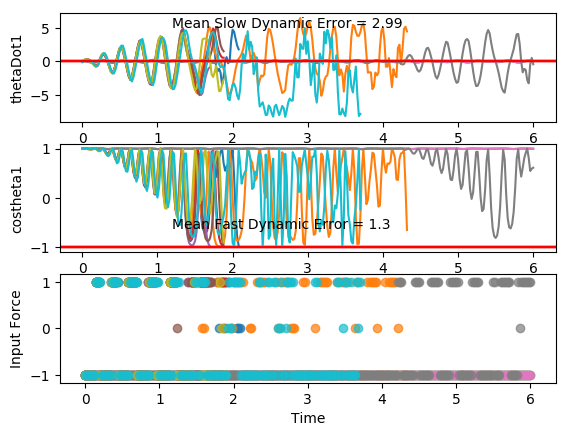 Mean Slow Dynamic Error = 2.99
thetaDot1
5
0
−5
0 1 2 3 4 5 6
costheta1
1
0
−1
Mean Fast Dynamic Error = 1.3
0 1 2 3 4 5 6
Input Force
1
0
−1
0 1 2 3 4 5 6
Time